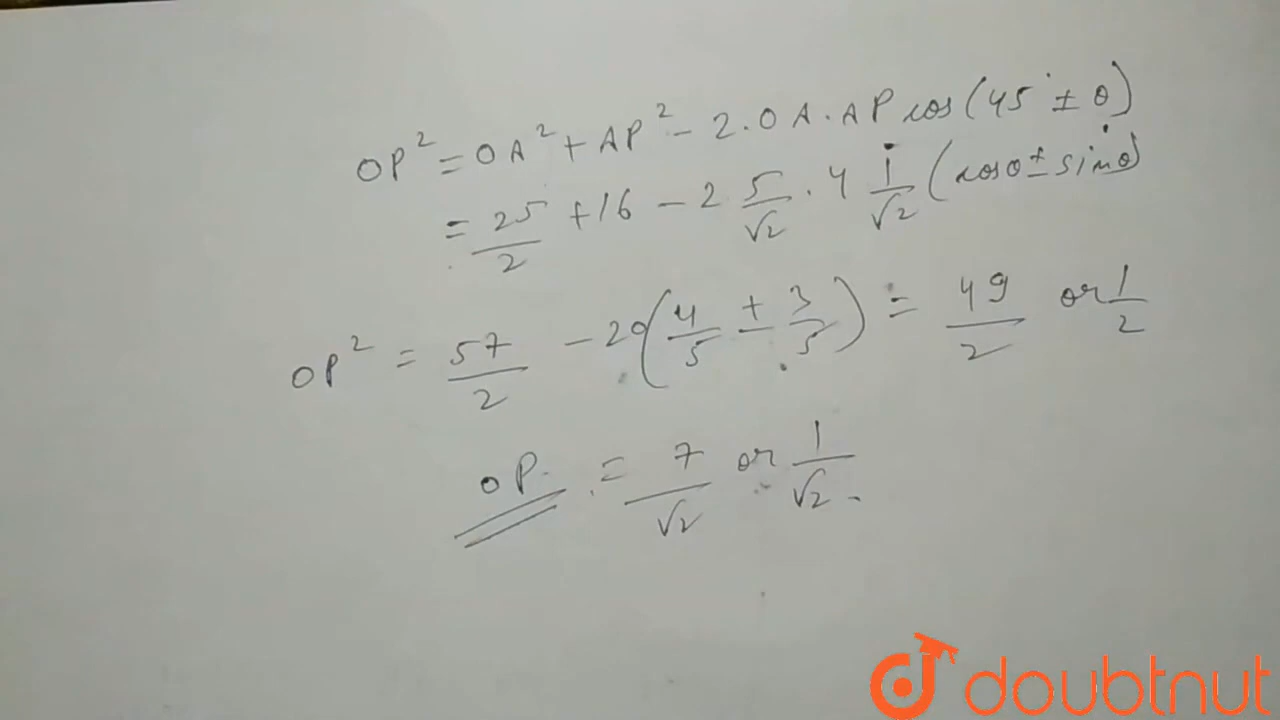 OP² = OA² + AP² - 2.OA.AP cos(45° ± θ)
= 25/2 + 16 - 2 5/√2 . 4 1/√2 (cosθ ± sinθ)
OP² = 57/2 - 20(4/5 ± 3/5) = 49/2 or 1/2
OP. = 7/√2 or 1/√2.
doubtnut